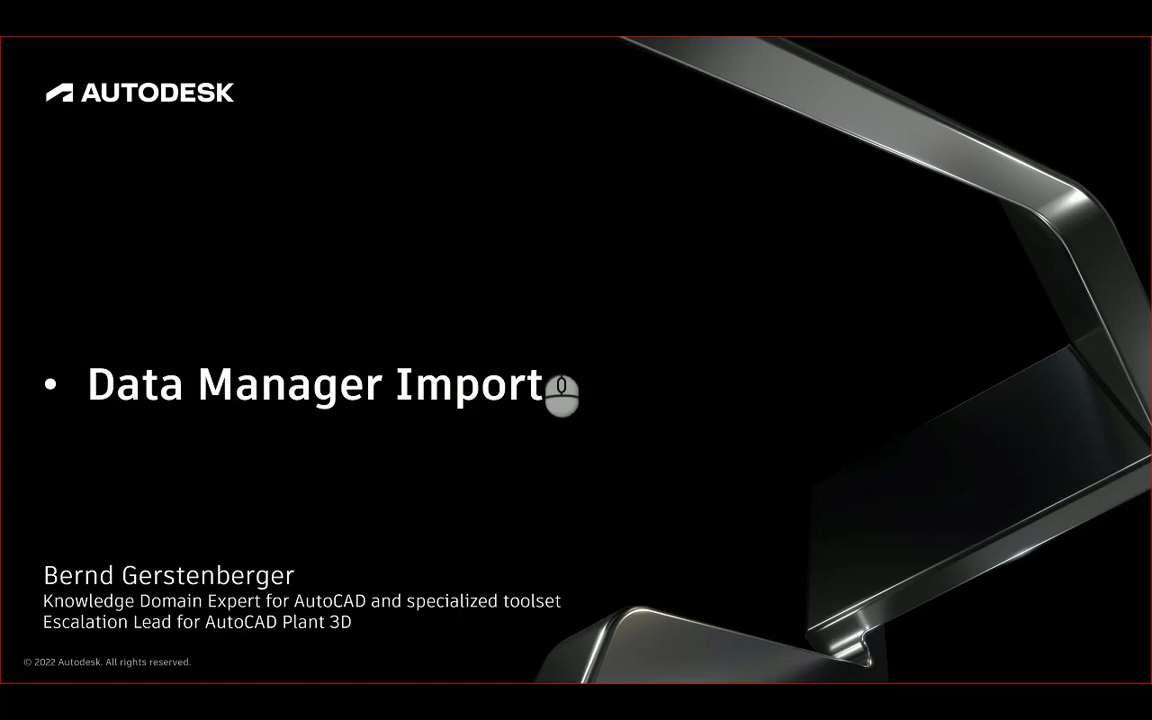 AUTODESK
• Data Manager Import
Bernd Gerstenberger
Knowledge Domain Expert for AutoCAD and specialized toolset
Escalation Lead for AutoCAD Plant 3D
© 2022 Autodesk. All rights reserved.